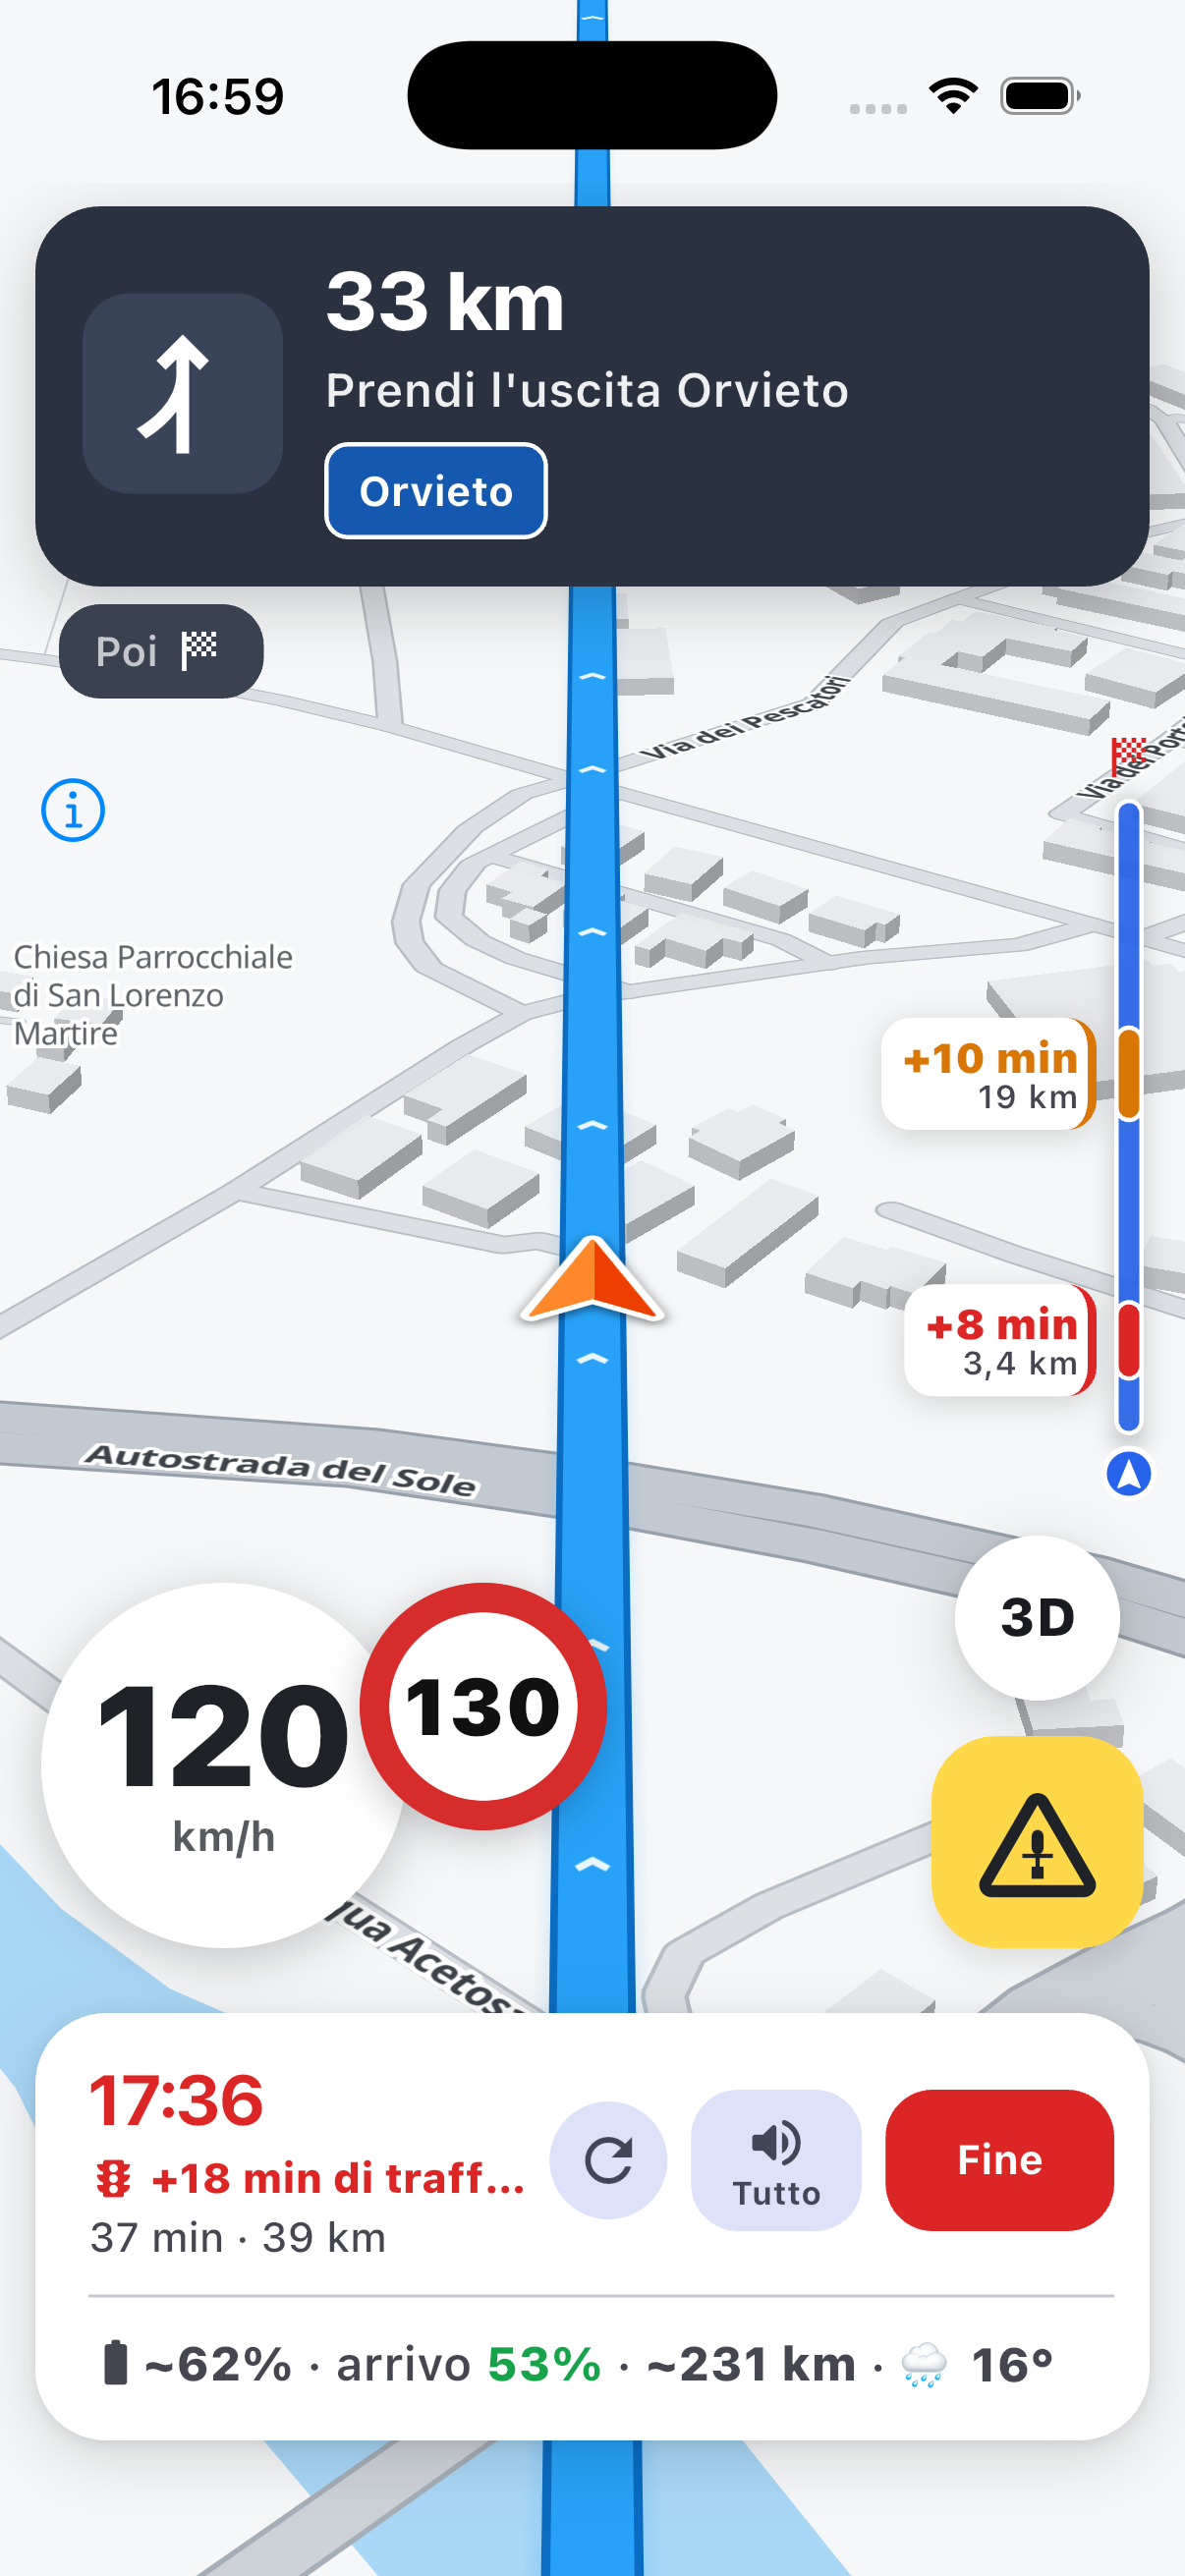 16:59
33 km
Prendi l'uscita Orvieto
Orvieto
Poi
Via dei Pescatori
Chiesa Parrocchiale
di San Lorenzo
Martire
+10 min
19 km
+8 min
3,4 km
Autostrada del Sole
3D
120
km/h
130
17:36
+18 min di traff...
37 min · 39 km
Tutto
Fine
~62% · arrivo 53% · ~231 km · 16°